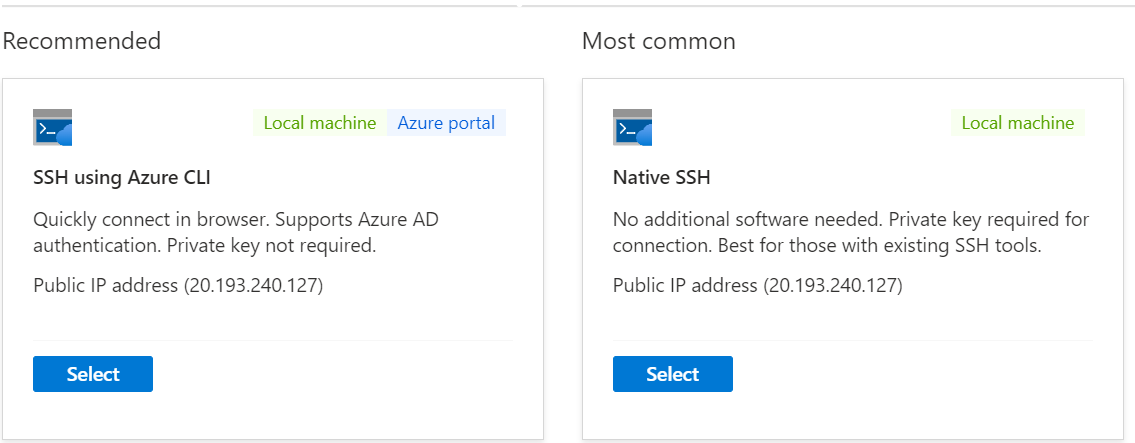 Recommended
Local machine Azure portal
SSH using Azure CLI
Quickly connect in browser. Supports Azure AD
authentication. Private key not required.
Public IP address (20.193.240.127)
Select
Most common
Local machine
Native SSH
No additional software needed. Private key required for
connection. Best for those with existing SSH tools.
Public IP address (20.193.240.127)
Select